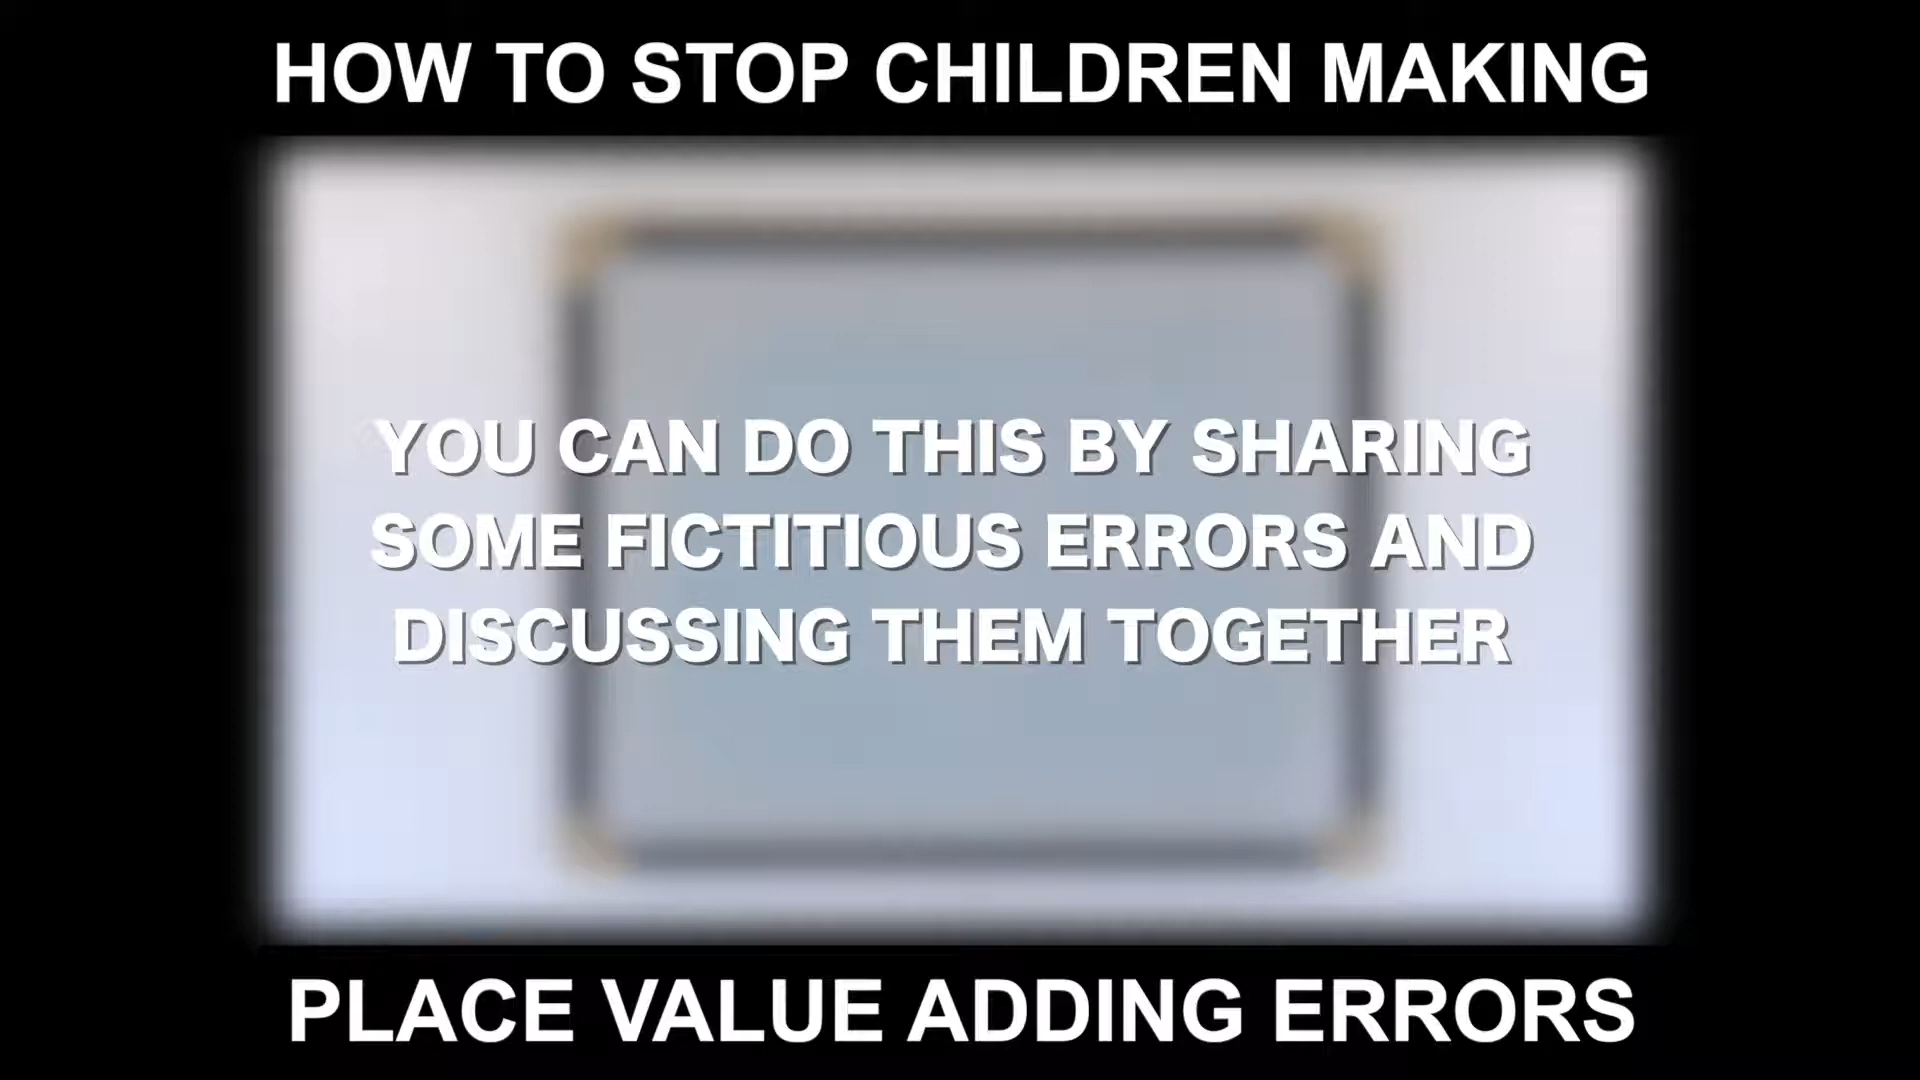 HOW TO STOP CHILDREN MAKING
YOU CAN DO THIS BY SHARING
SOME FICTITIOUS ERRORS AND
DISCUSSING THEM TOGETHER
PLACE VALUE ADDING ERRORS